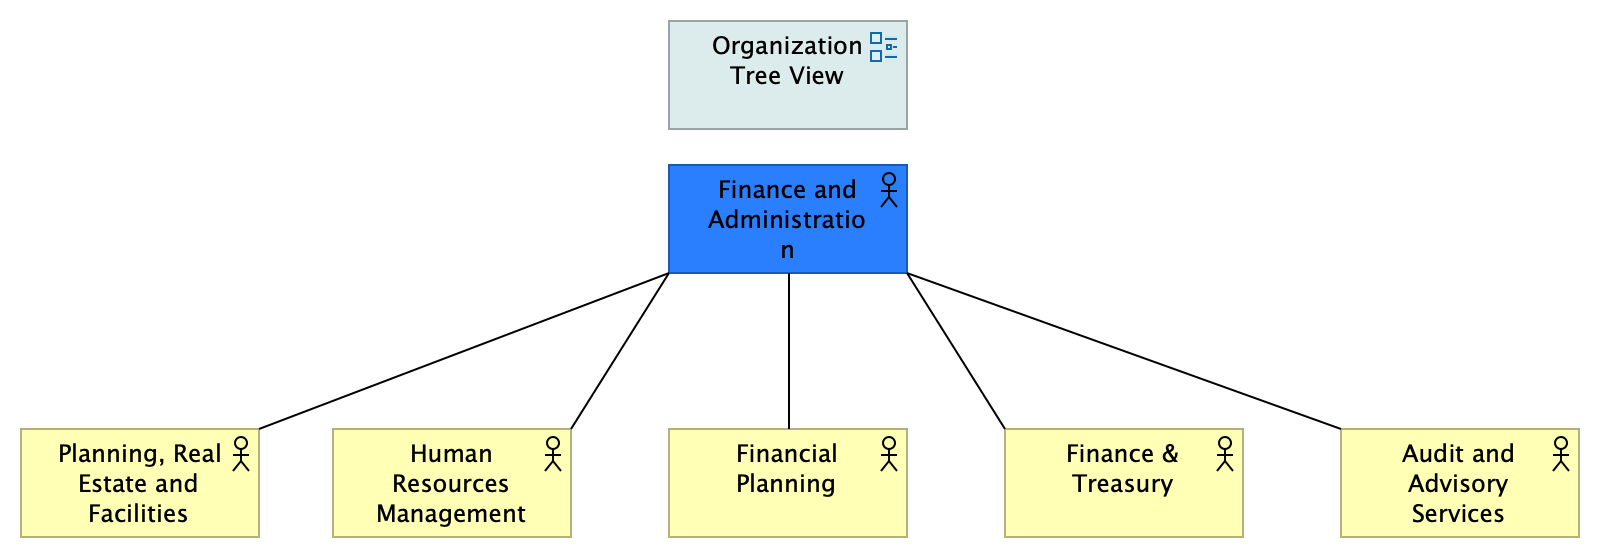 Organization
Tree View
Finance and
Administratio
n
Planning, Real
Estate and
Facilities
Human
Resources
Management
Financial
Planning
Finance &
Treasury
Audit and
Advisory
Services